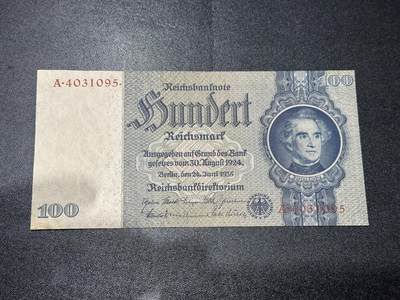 A·4031095·
Reichsbanknote
100
Hundert
Reichsmark
Ausgegeben auf Grund des Bank
gesetzes vom 30. August 1924.
Berlin, den 24. Juni 1935
Reichsbankdirektorium
100
A·4031095